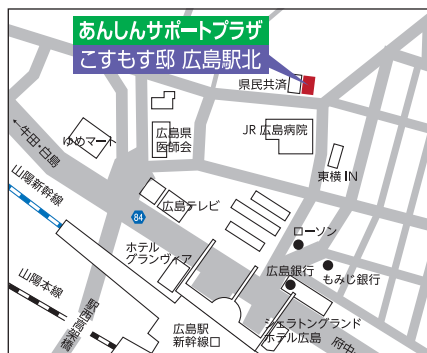 あんしんサポートプラザ
こすもす邸 広島駅北
県民共済
←牛田・白島
ゆめマート
広島県
医師会
JR 広島病院
東横IN
山陽新幹線
84
広島テレビ
ローソン
ホテル
グランヴィア
広島銀行
もみじ銀行
山陽本線
駅西高架橋
広島駅
新幹線口
シェラトングランド
ホテル広島
府中